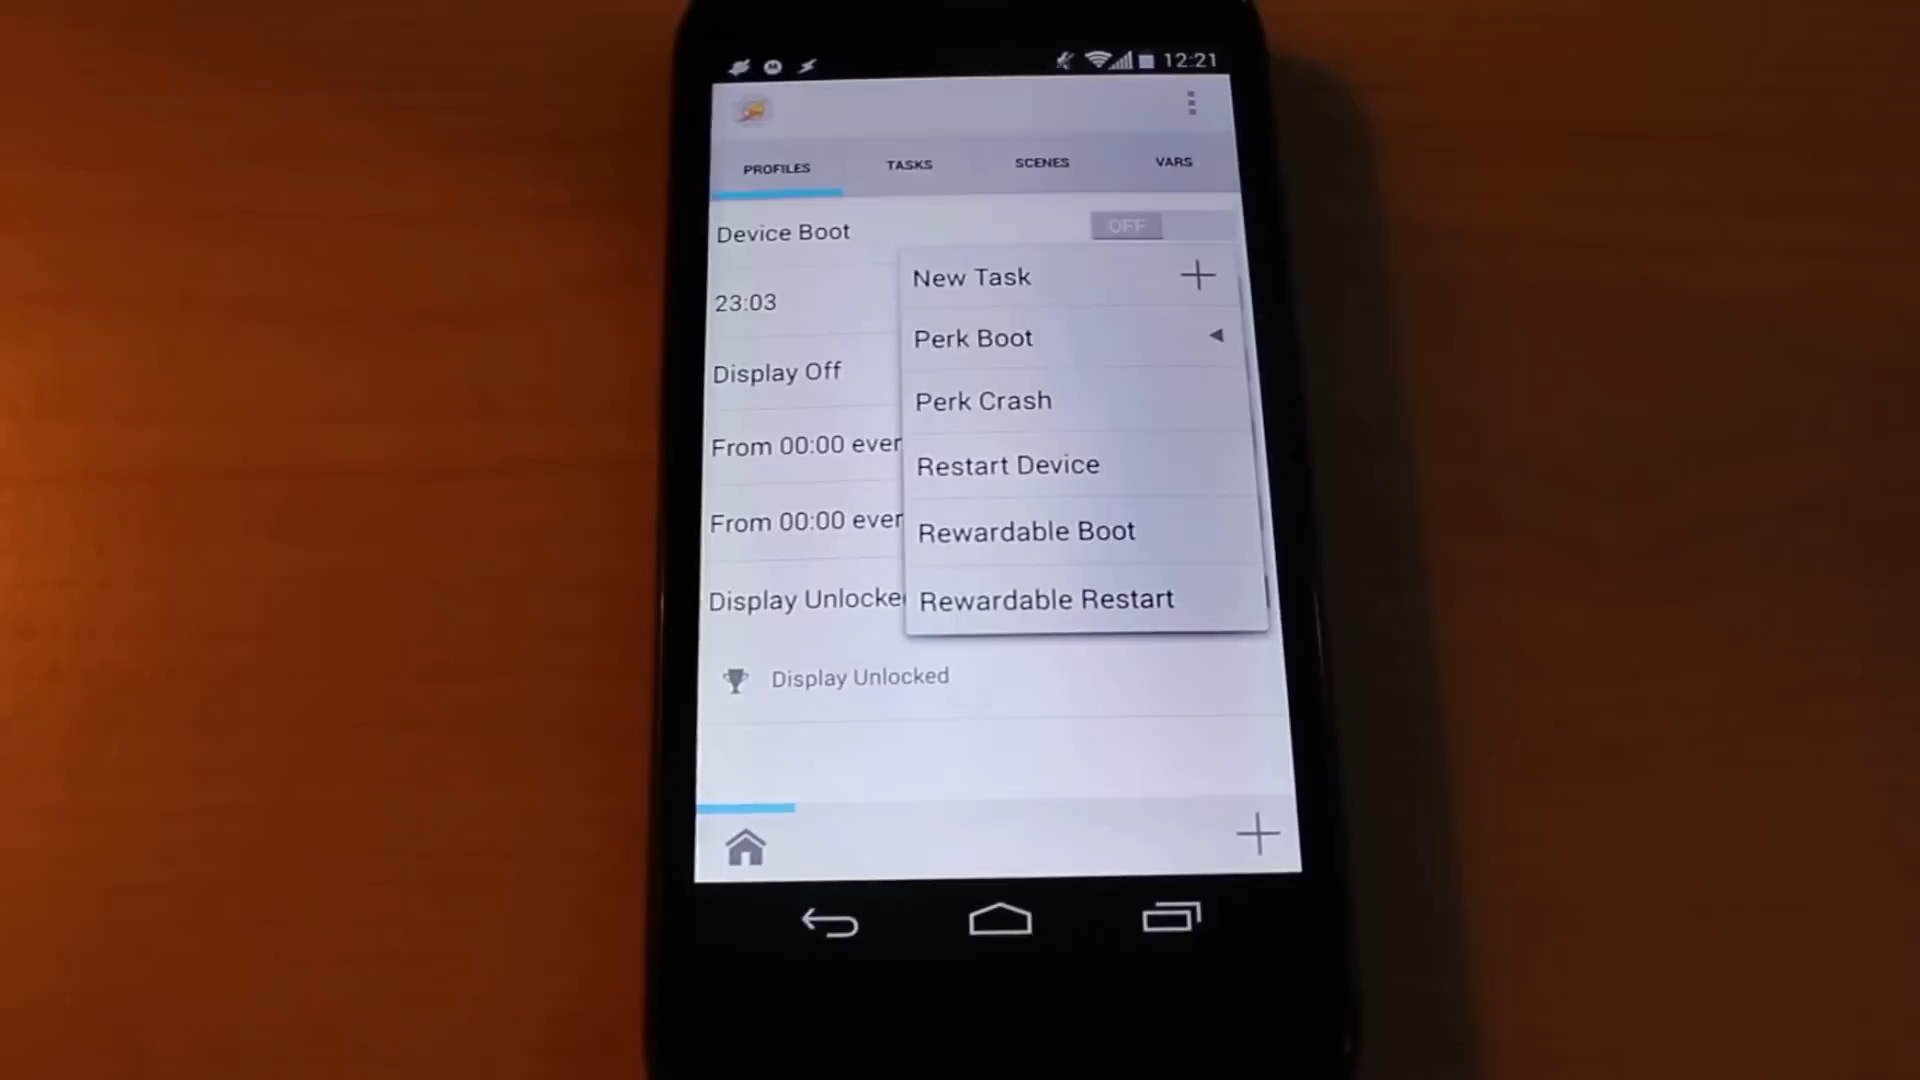 12:21
PROFILES TASKS SCENES VARS
Device Boot OFF
23:03
Display Off
From 00:00 ever
From 00:00 ever
Display Unlocke
New Task
Perk Boot
Perk Crash
Restart Device
Rewardable Boot
Rewardable Restart
Display Unlocked